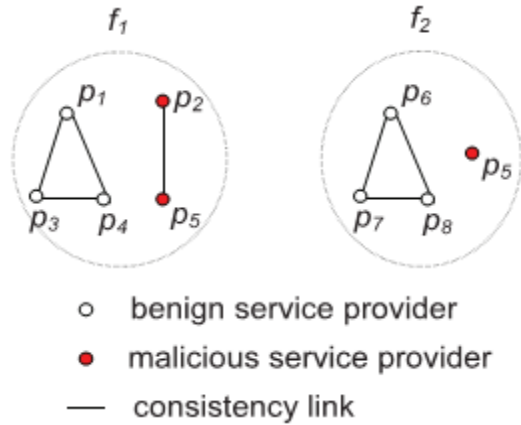 f1 f2
p1 p2 p6
p5
p3 p4 p5 p7 p8
benign service provider
malicious service provider
consistency link